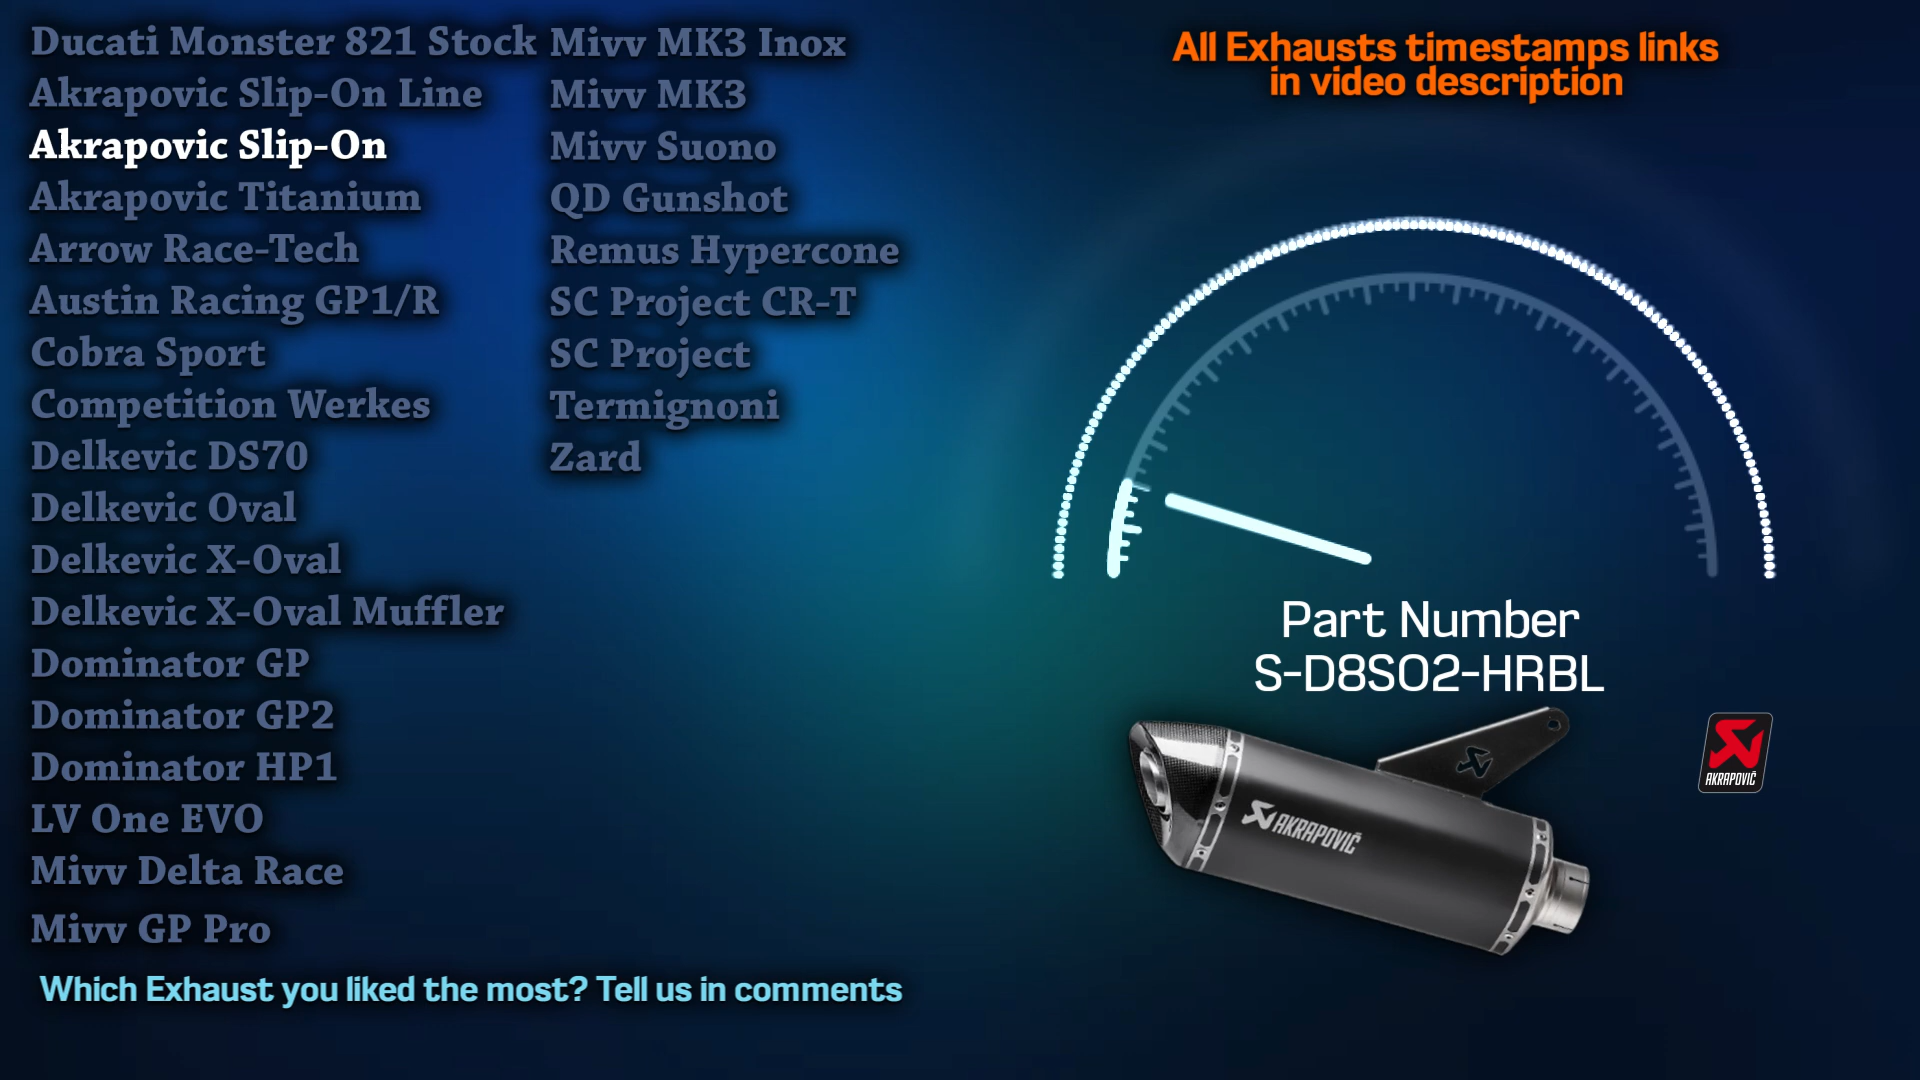 Ducati Monster 821 Stock
Akrapovic Slip-On Line
Akrapovic Slip-On
Akrapovic Titanium
Arrow Race-Tech
Austin Racing GP1/R
Cobra Sport
Competition Werkes
Delkevic DS70
Delkevic Oval
Delkevic X-Oval
Delkevic X-Oval Muffler
Dominator GP
Dominator GP2
Dominator HP1
LV One EVO
Mivv Delta Race
Mivv GP Pro
Mivv MK3 Inox
Mivv MK3
Mivv Suono
QD Gunshot
Remus Hypercone
SC Project CR-T
SC Project
Termignoni
Zard
Which Exhaust you liked the most? Tell us in comments
All Exhausts timestamps links
in video description
Part Number
S-D8SO2-HRBL
AKRAPOVIČ
AKRAPOVIČ